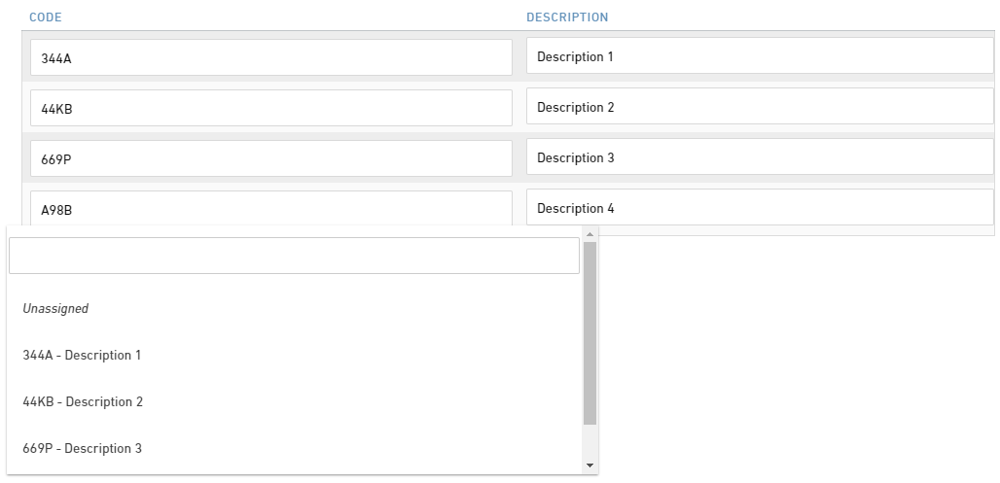 CODE DESCRIPTION
344A Description 1
44KB Description 2
669P Description 3
A98B Description 4
Unassigned
344A - Description 1
44KB - Description 2
669P - Description 3